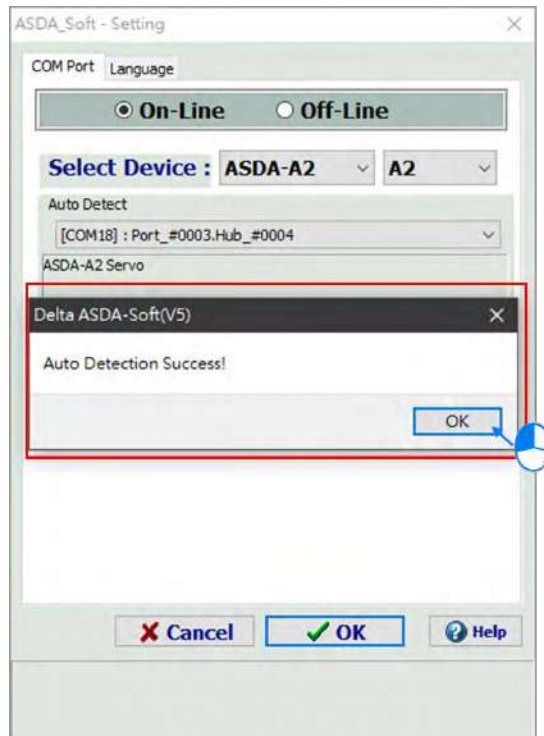 ASDA_Soft - Setting
COM Port Language
On-Line Off-Line
Select Device : ASDA-A2 A2
Auto Detect
[COM18] : Port_#0003.Hub_#0004
ASDA-A2 Servo
Delta ASDA-Soft(V5)
Auto Detection Success!
OK
Cancel OK Help